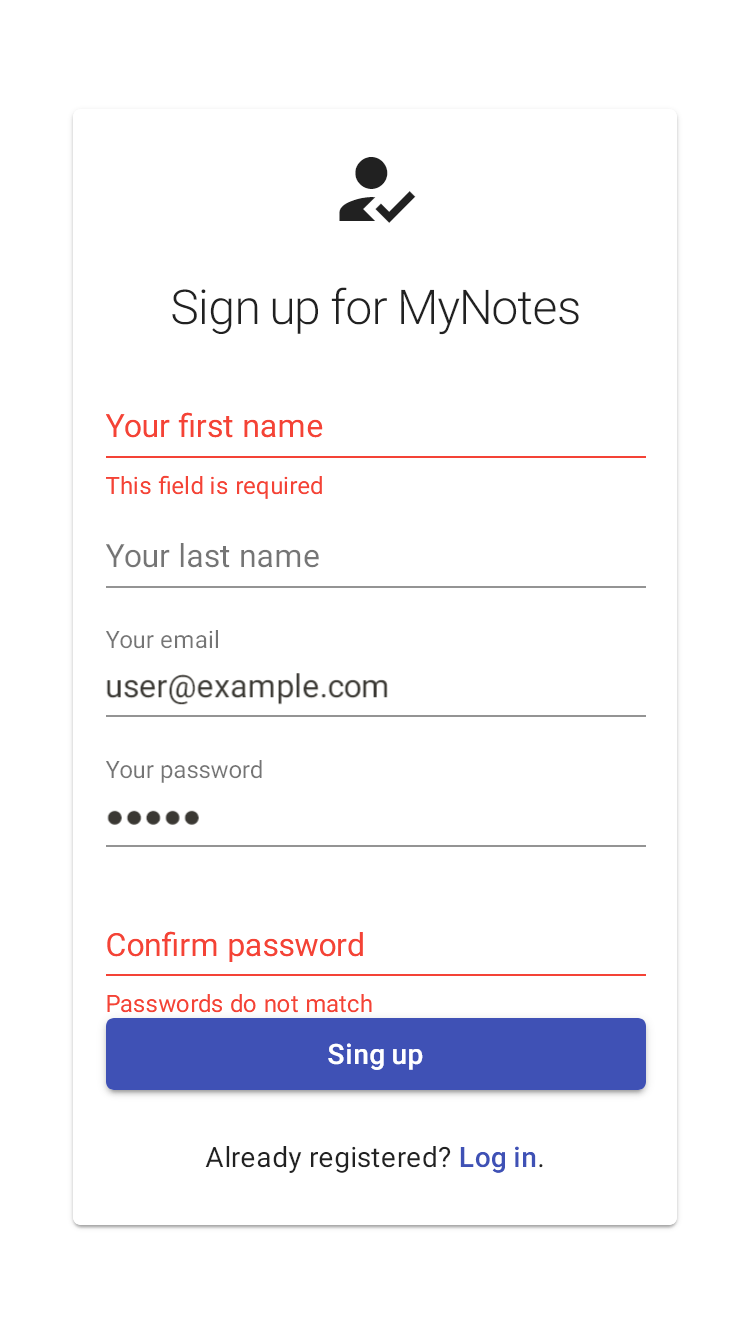 Sign up for MyNotes
Your first name
This field is required
Your last name
Your email
user@example.com
Your password
•••••
Confirm password
Passwords do not match
Sing up
Already registered? Log in.